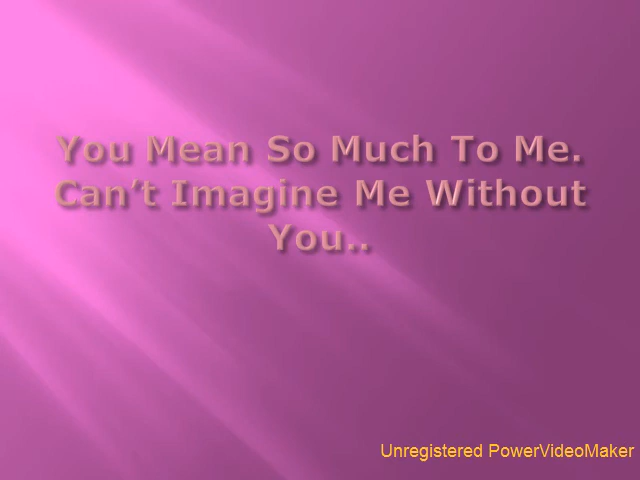 You Mean So Much To Me.
Can’t Imagine Me Without
You..
Unregistered PowerVideoMaker